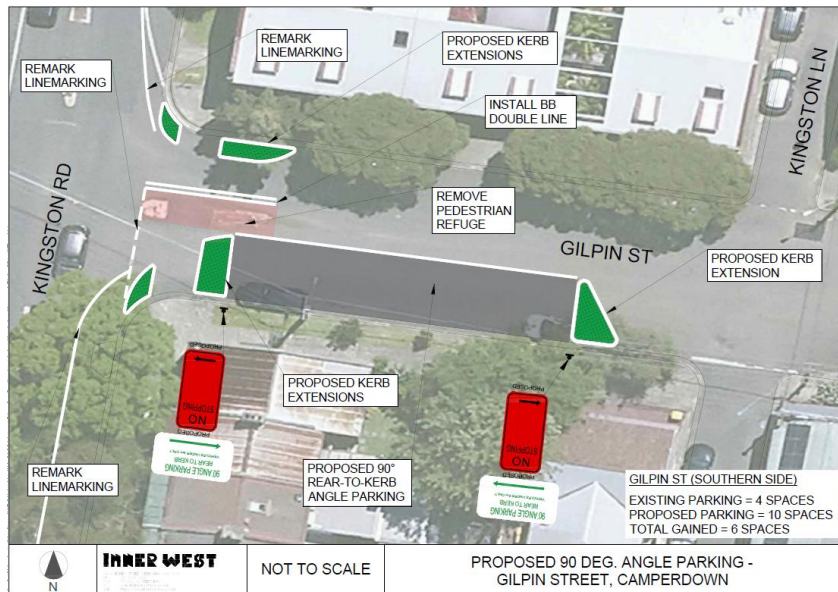 REMARK
LINEMARKING
REMARK
LINEMARKING
PROPOSED KERB
EXTENSIONS
INSTALL BB
DOUBLE LINE
KINGSTON LN
KINGSTON RD
REMOVE
PEDESTRIAN
REFUGE
GILPIN ST
PROPOSED KERB
EXTENSION
PROPOSED
NO
STOPPING
PROPOSED
90 ANGLE PARKING
REAR TO KERB
PROPOSED KERB
EXTENSIONS
REMARK
LINEMARKING
PROPOSED 90°
REAR-TO-KERB
ANGLE PARKING
PROPOSED
NO
STOPPING
PROPOSED
90 ANGLE PARKING
REAR TO KERB
GILPIN ST (SOUTHERN SIDE)
EXISTING PARKING = 4 SPACES
PROPOSED PARKING = 10 SPACES
TOTAL GAINED = 6 SPACES
N
INNER WEST
NOT TO SCALE
PROPOSED 90 DEG. ANGLE PARKING -
GILPIN STREET, CAMPERDOWN